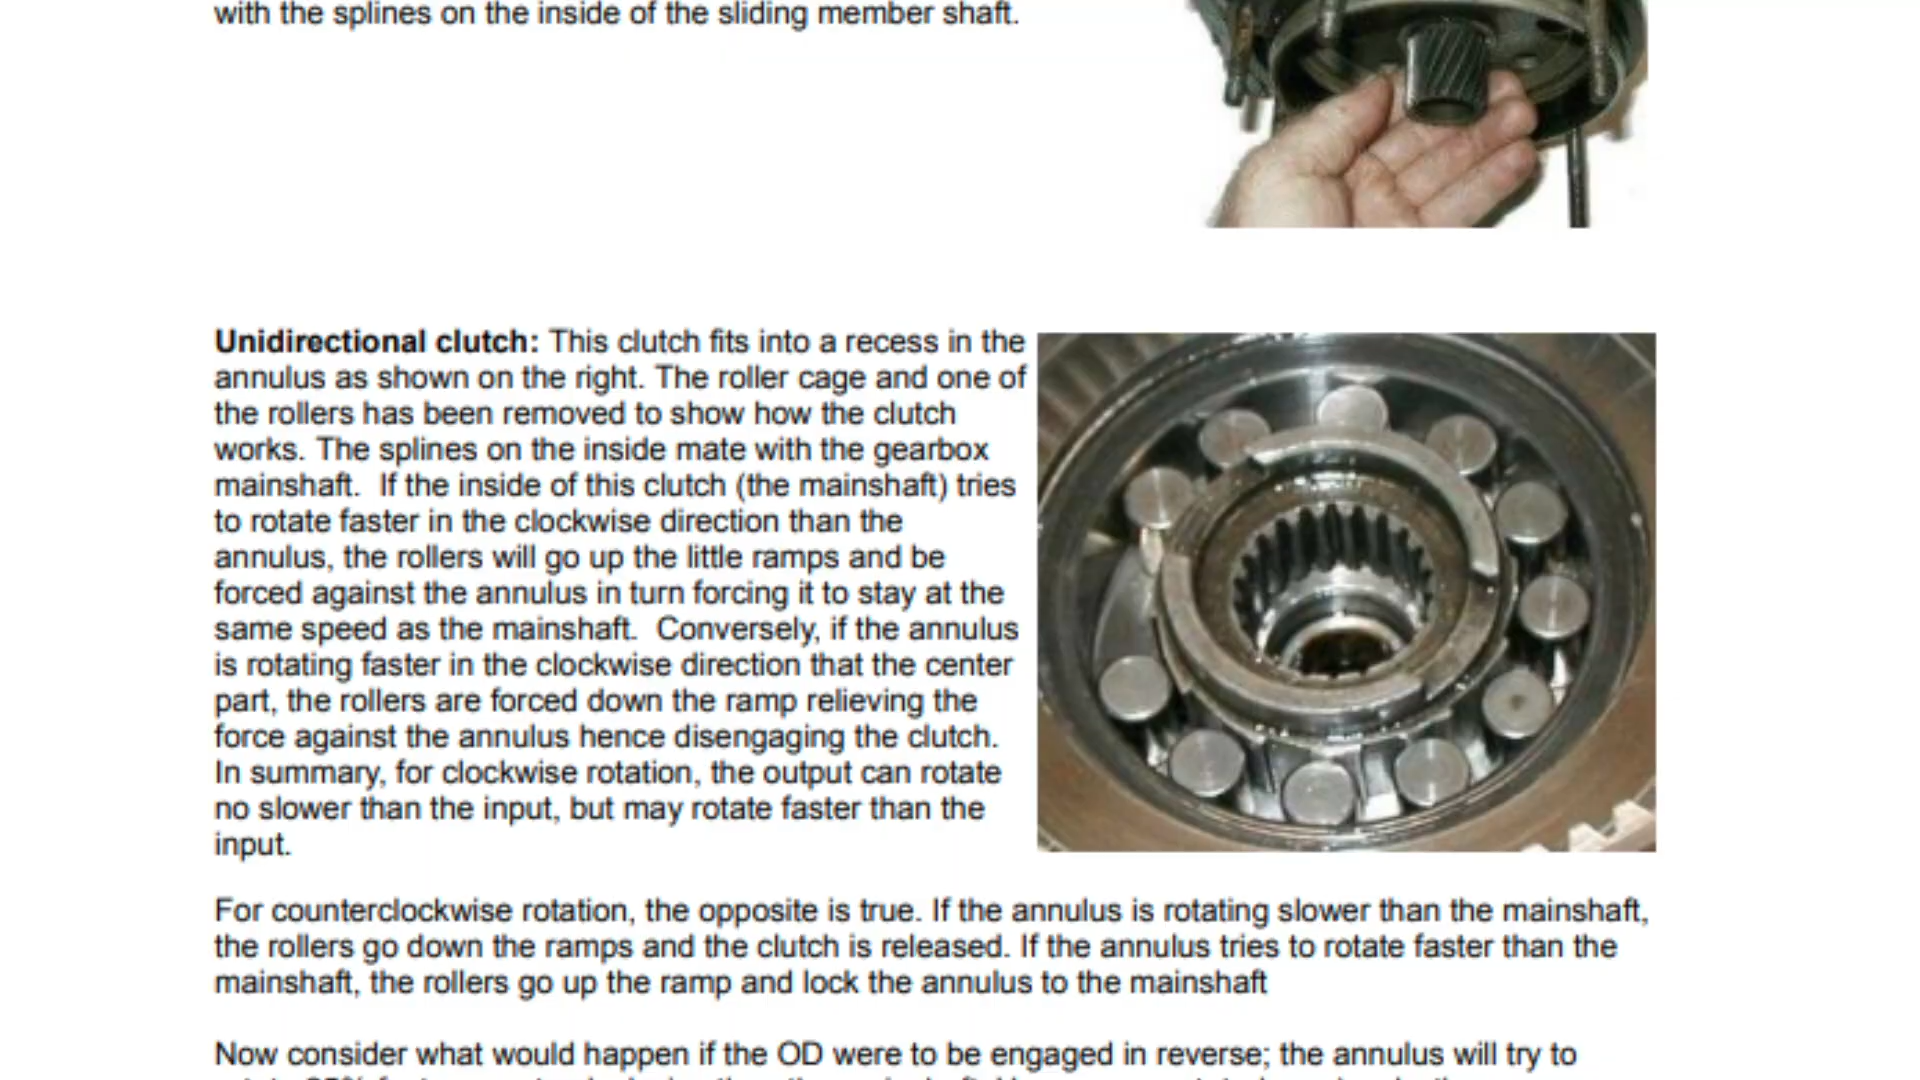 with the splines on the inside of the sliding member shaft.
Unidirectional clutch: This clutch fits into a recess in the
annulus as shown on the right. The roller cage and one of
the rollers has been removed to show how the clutch
works. The splines on the inside mate with the gearbox
mainshaft.  If the inside of this clutch (the mainshaft) tries
to rotate faster in the clockwise direction than the
annulus, the rollers will go up the little ramps and be
forced against the annulus in turn forcing it to stay at the
same speed as the mainshaft.  Conversely, if the annulus
is rotating faster in the clockwise direction that the center
part, the rollers are forced down the ramp relieving the
force against the annulus hence disengaging the clutch.
In summary, for clockwise rotation, the output can rotate
no slower than the input, but may rotate faster than the
input.
For counterclockwise rotation, the opposite is true. If the annulus is rotating slower than the mainshaft,
the rollers go down the ramps and the clutch is released. If the annulus tries to rotate faster than the
mainshaft, the rollers go up the ramp and lock the annulus to the mainshaft
Now consider what would happen if the OD were to be engaged in reverse; the annulus will try to